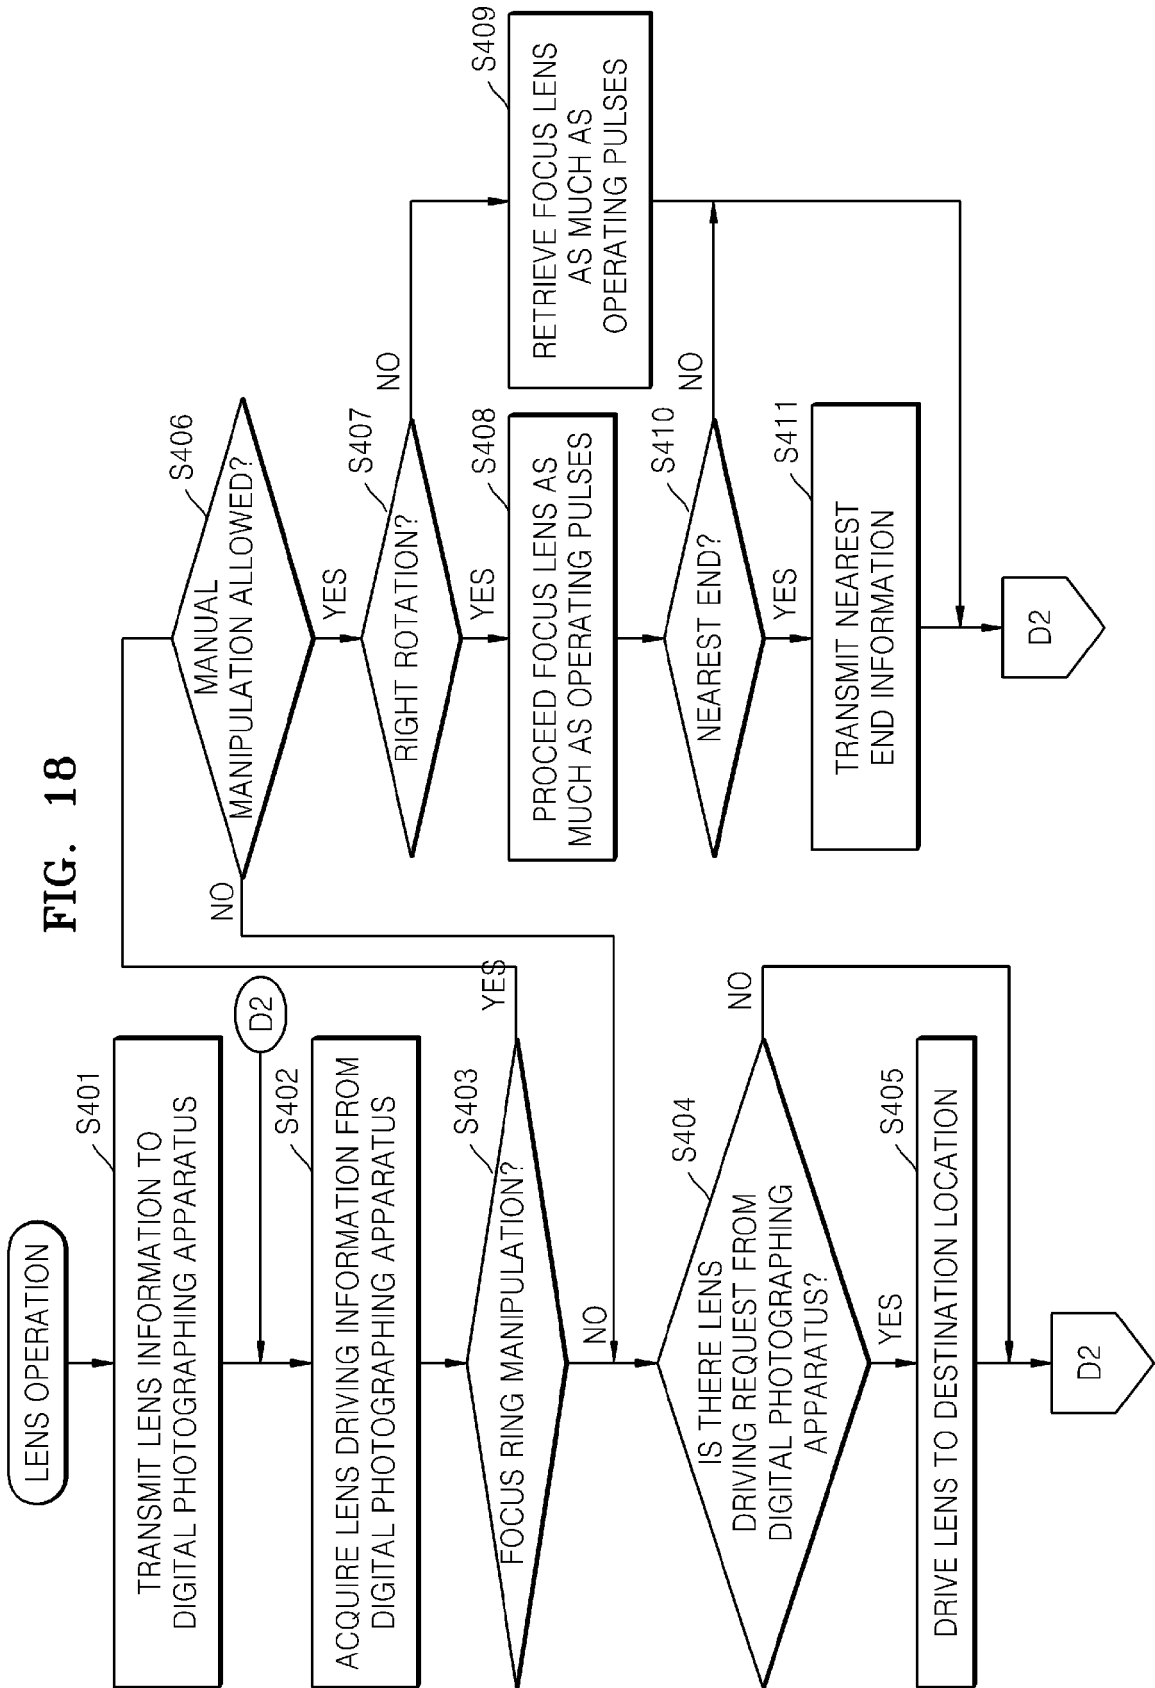 FIG. 18
LENS OPERATION
S401
TRANSMIT LENS INFORMATION TO
DIGITAL PHOTOGRAPHING APPARATUS
D2
S402
ACQUIRE LENS DRIVING INFORMATION FROM
DIGITAL PHOTOGRAPHING APPARATUS
S403
FOCUS RING MANIPULATION?
YES
NO
S404
IS THERE LENS
DRIVING REQUEST FROM
DIGITAL PHOTOGRAPHING
APPARATUS?
NO
YES
S405
DRIVE LENS TO DESTINATION LOCATION
D2
S406
MANUAL
MANIPULATION ALLOWED?
NO
YES
S407
RIGHT ROTATION?
NO
YES
S408
PROCEED FOCUS LENS AS
MUCH AS OPERATING PULSES
S409
RETRIEVE FOCUS LENS
AS MUCH AS
OPERATING PULSES
S410
NEAREST END?
NO
YES
S411
TRANSMIT NEAREST
END INFORMATION
D2